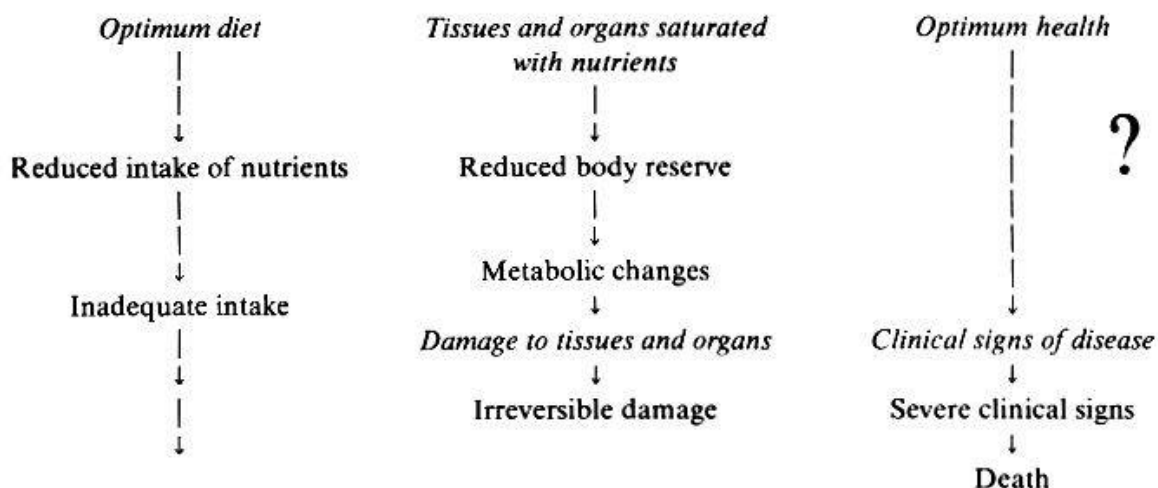 Optimum diet
Tissues and organs saturated
with nutrients
Optimum health
?
Reduced intake of nutrients
Reduced body reserve
Metabolic changes
Inadequate intake
Damage to tissues and organs
Clinical signs of disease
Irreversible damage
Severe clinical signs
Death